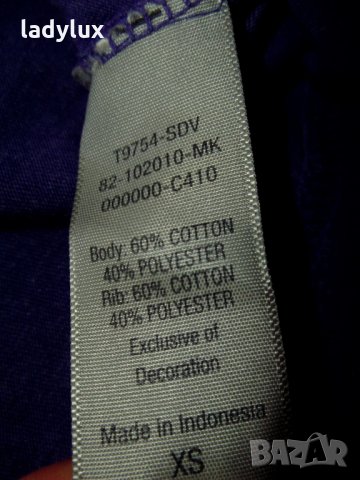 ladylux
T9754-SDV
82-102010-MK
000000-C410
Body: 60% COTTON
40% POLYESTER
Rib: 60% COTTON
40% POLYESTER
Exclusive of
Decoration
Made in Indonesia
XS
BAZAR